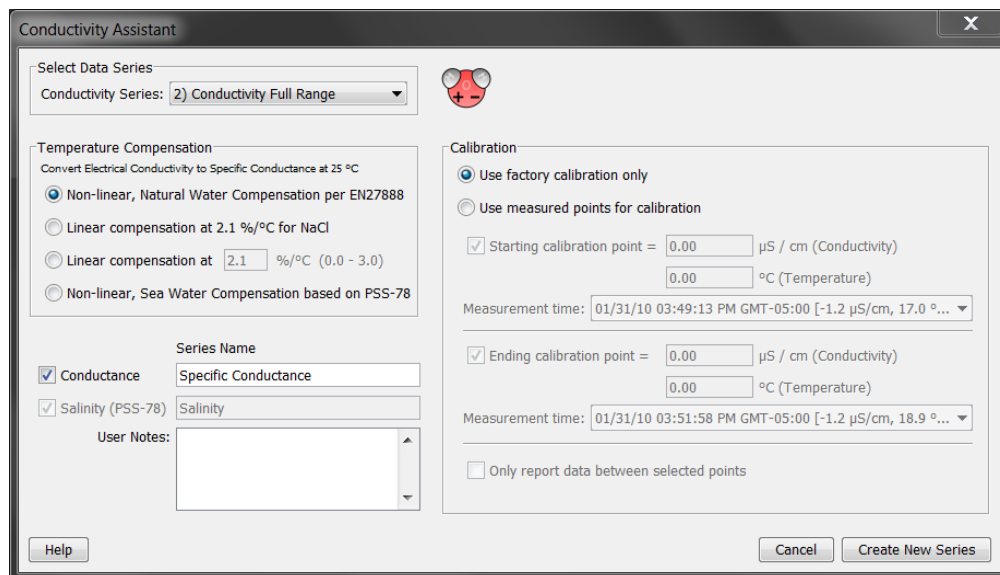 Conductivity Assistant
X
Select Data Series
Conductivity Series: 2) Conductivity Full Range
Temperature Compensation
Convert Electrical Conductivity to Specific Conductance at 25 °C
Non-linear, Natural Water Compensation per EN27888
Linear compensation at 2.1 %/°C for NaCl
Linear compensation at 2.1 %/°C (0.0 - 3.0)
Non-linear, Sea Water Compensation based on PSS-78
Series Name
Conductance Specific Conductance
Salinity (PSS-78) Salinity
User Notes:
Calibration
Use factory calibration only
Use measured points for calibration
Starting calibration point = 0.00 µS / cm (Conductivity)
0.00 °C (Temperature)
Measurement time: 01/31/10 03:49:13 PM GMT-05:00 [-1.2 µS/cm, 17.0 °...
Ending calibration point = 0.00 µS / cm (Conductivity)
0.00 °C (Temperature)
Measurement time: 01/31/10 03:51:58 PM GMT-05:00 [-1.2 µS/cm, 18.9 °...
Only report data between selected points
Help
Cancel
Create New Series